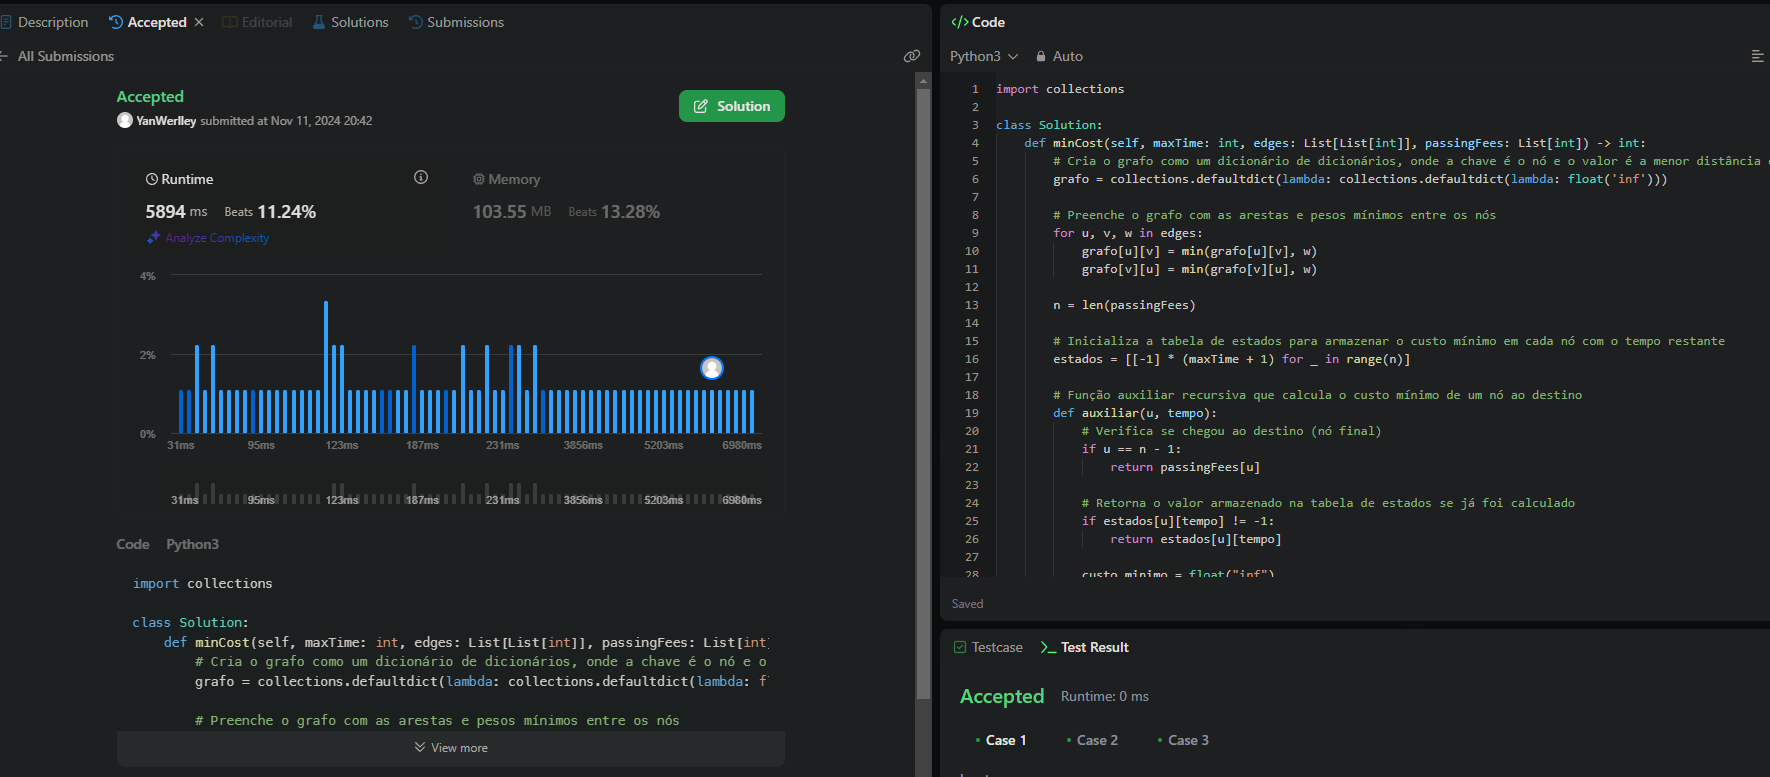 Description
Accepted
Editorial
Solutions
Submissions
All Submissions
Accepted
YanWerlley submitted at Nov 11, 2024 20:42
Solution
Runtime
5894 ms Beats 11.24%
Analyze Complexity
Memory
103.55 MB Beats 13.28%
4%
2%
0%
31ms 95ms 123ms 187ms 231ms 3856ms 5203ms 6980ms
31ms 95ms 123ms 187ms 231ms 3856ms 5203ms 6980ms
Code Python3
import collections
class Solution:
def minCost(self, maxTime: int, edges: List[List[int]], passingFees: List[int]
# Cria o grafo como um dicionário de dicionários, onde a chave é o nó e o
grafo = collections.defaultdict(lambda: collections.defaultdict(lambda:
# Preenche o grafo com as arestas e pesos mínimos entre os nós
View more
</> Code
Python3 Auto
1 import collections
2
3 class Solution:
4 def minCost(self, maxTime: int, edges: List[List[int]], passingFees: List[int]) -> int:
5 # Cria o grafo como um dicionário de dicionários, onde a chave é o nó e o valor é a menor distância
6 grafo = collections.defaultdict(lambda: collections.defaultdict(lambda: float('inf')))
7
8 # Preenche o grafo com as arestas e pesos mínimos entre os nós
9 for u, v, w in edges:
10 grafo[u][v] = min(grafo[u][v], w)
11 grafo[v][u] = min(grafo[v][u], w)
12
13 n = len(passingFees)
14
15 # Inicializa a tabela de estados para armazenar o custo mínimo em cada nó com o tempo restante
16 estados = [[-1] * (maxTime + 1) for _ in range(n)]
17
18 # Função auxiliar recursiva que calcula o custo mínimo de um nó ao destino
19 def auxiliar(u, tempo):
20 # Verifica se chegou ao destino (nó final)
21 if u == n - 1:
22 return passingFees[u]
23
24 # Retorna o valor armazenado na tabela de estados se já foi calculado
25 if estados[u][tempo] != -1:
26 return estados[u][tempo]
27
28 custo_minimo = float("inf")
Saved
Testcase
Test Result
Accepted Runtime: 0 ms
Case 1
Case 2
Case 3